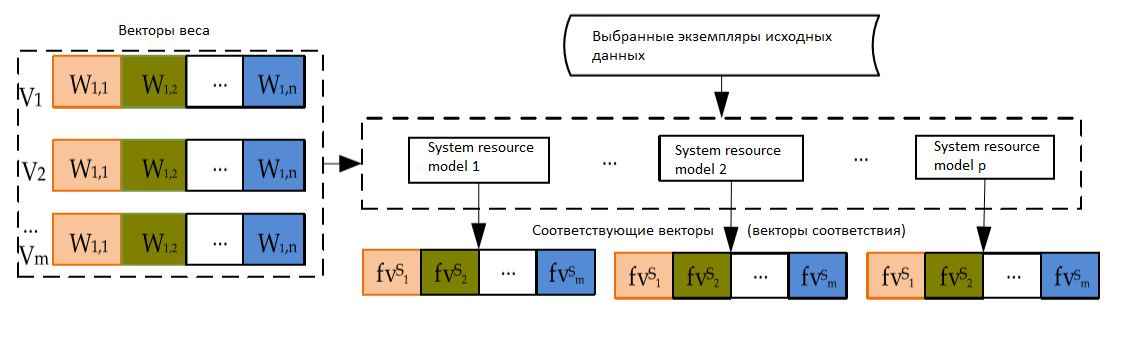 Векторы веса
Выбранные экземпляры исходных
данных
V1 W1,1 W1,2 ... W1,n
V2 W1,1 W1,2 ... W1,n
...
Vm W1,1 W1,2 ... W1,n
System resource
model 1
...
System resource
model 2
...
System resource
model p
Соответствующие векторы (векторы соответствия)
fvS1 fvS2 ... fvSm
fvS1 fvS2 ... fvSm
fvS1 fvS2 ... fvSm